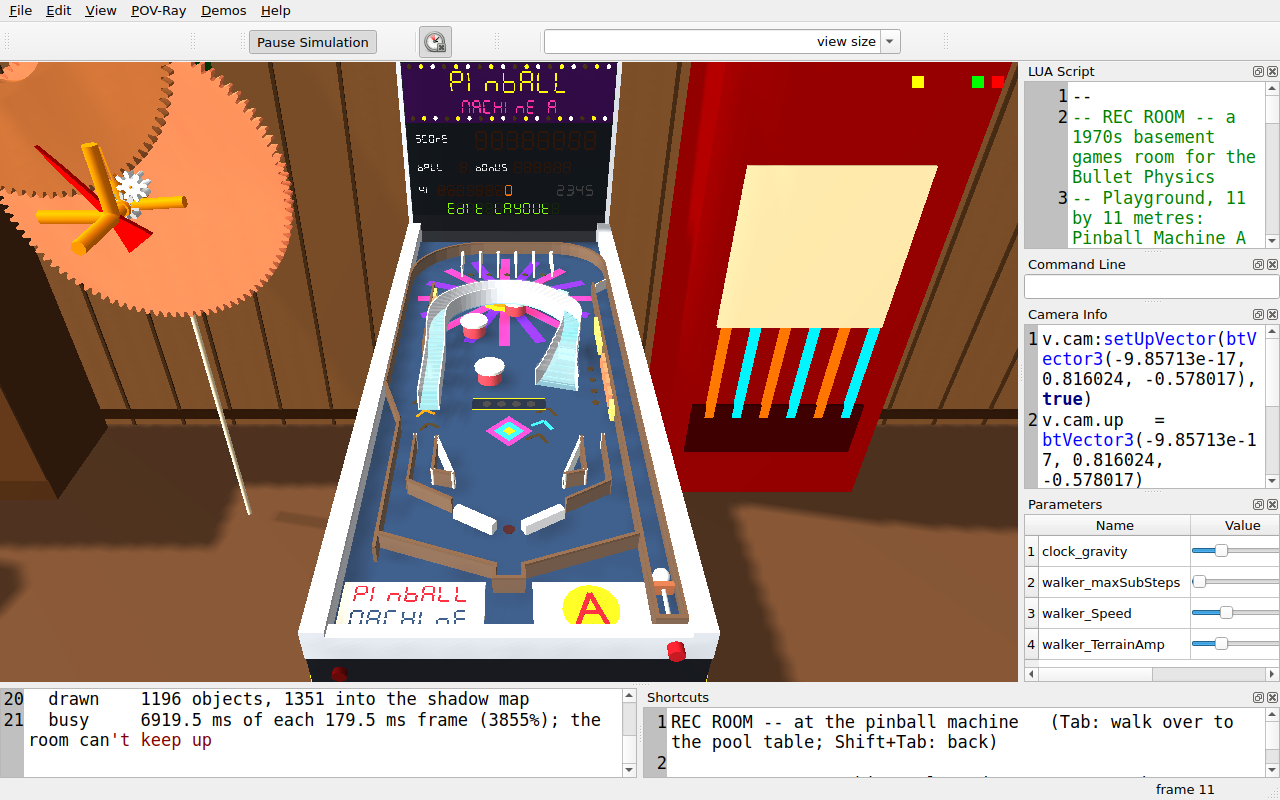 File Edit View POV-Ray Demos Help
Pause Simulation
view size
PinbALL
MACHinE A
SCOrE
bALL
bOnUS
0
2345
Edit LAYOUt
PinbALL
MACHinE
A
LUA Script
1 --
2 -- REC ROOM -- a
1970s basement
games room for the
Bullet Physics
3 -- Playground, 11
by 11 metres:
Pinball Machine A
Command Line
Camera Info
1 v.cam:setUpVector(btV
ector3(-9.85713e-17,
0.816024, -0.578017),
true)
2 v.cam.up   =
btVector3(-9.85713e-1
7, 0.816024,
-0.578017)
Parameters
Name Value
1 clock_gravity
2 walker_maxSubSteps
3 walker_Speed
4 walker_TerrainAmp
20 drawn 1196 objects, 1351 into the shadow map
21 busy 6919.5 ms of each 179.5 ms frame (3855%); the
room can't keep up
Shortcuts
1 REC ROOM -- at the pinball machine (Tab: walk over to
the pool table; Shift+Tab: back)
2
frame 11